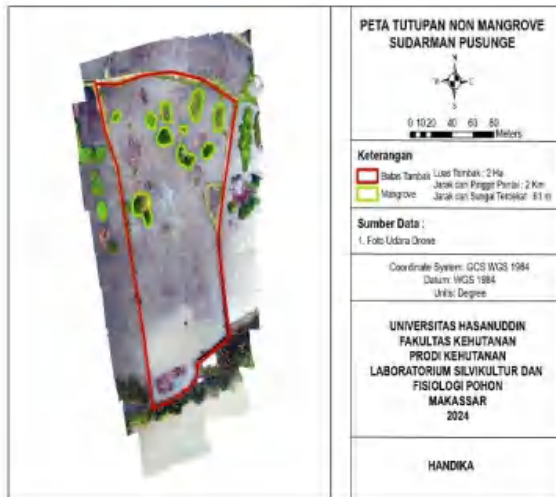 PETA TUTUPAN NON MANGROVE
SUDARMAN PUSUNGE
N
W E
S
0 10 20 40 60 80
Meters
Keterangan
Batas Tambak
Mangrove
Luas Tambak : 2 Ha
Jarak dari Pinggir Pantai : 2 Km
Jarak dari Sungai Terdekat : 61 m
Sumber Data :
1. Foto Udara Drone
Coordinate System: GCS WGS 1984
Datum: WGS 1984
Units: Degree
UNIVERSITAS HASANUDDIN
FAKULTAS KEHUTANAN
PRODI KEHUTANAN
LABORATORIUM SILVIKULTUR DAN
FISIOLOGI POHON
MAKASSAR
2024
HANDIKA